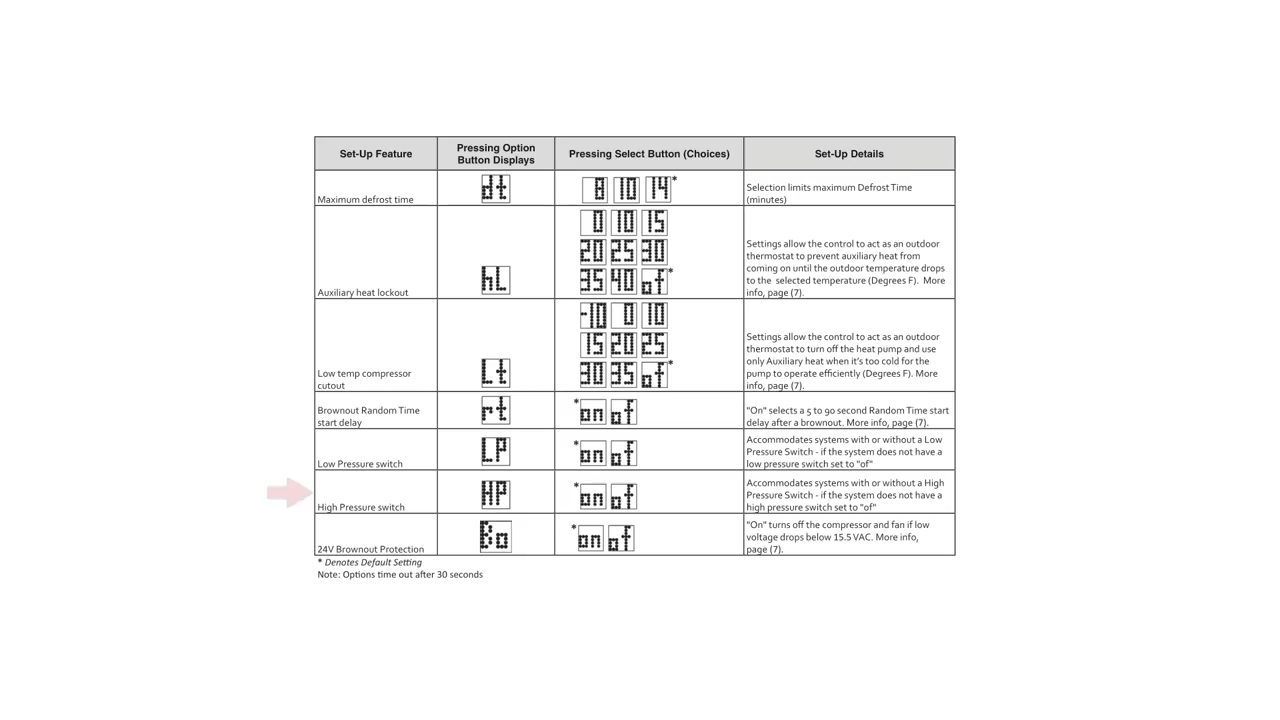 Set-Up Feature
Pressing Option
Button Displays
Pressing Select Button (Choices)
Set-Up Details
Maximum defrost time
dt
8 10 14*
Selection limits maximum Defrost Time
(minutes)
Auxiliary heat lockout
hL
0 10 15
20 25 30
35 40 of*
Settings allow the control to act as an outdoor
thermostat to prevent auxiliary heat from
coming on until the outdoor temperature drops
to the selected temperature (Degrees F). More
info, page (7).
Low temp compressor
cutout
Lt
-10 0 10
15 20 25
30 35 of*
Settings allow the control to act as an outdoor
thermostat to turn off the heat pump and use
only Auxiliary heat when it's too cold for the
pump to operate efficiently (Degrees F). More
info, page (7).
Brownout Random Time
start delay
rt
*on of
"On" selects a 5 to 90 second Random Time start
delay after a brownout. More info, page (7).
Low Pressure switch
LP
*on of
Accommodates systems with or without a Low
Pressure Switch - if the system does not have a
low pressure switch set to "of"
High Pressure switch
HP
*on of
Accommodates systems with or without a High
Pressure Switch - if the system does not have a
high pressure switch set to "of"
24V Brownout Protection
Bo
*on of
"On" turns off the compressor and fan if low
voltage drops below 15.5 VAC. More info,
page (7).
* Denotes Default Setting
Note: Options time out after 30 seconds